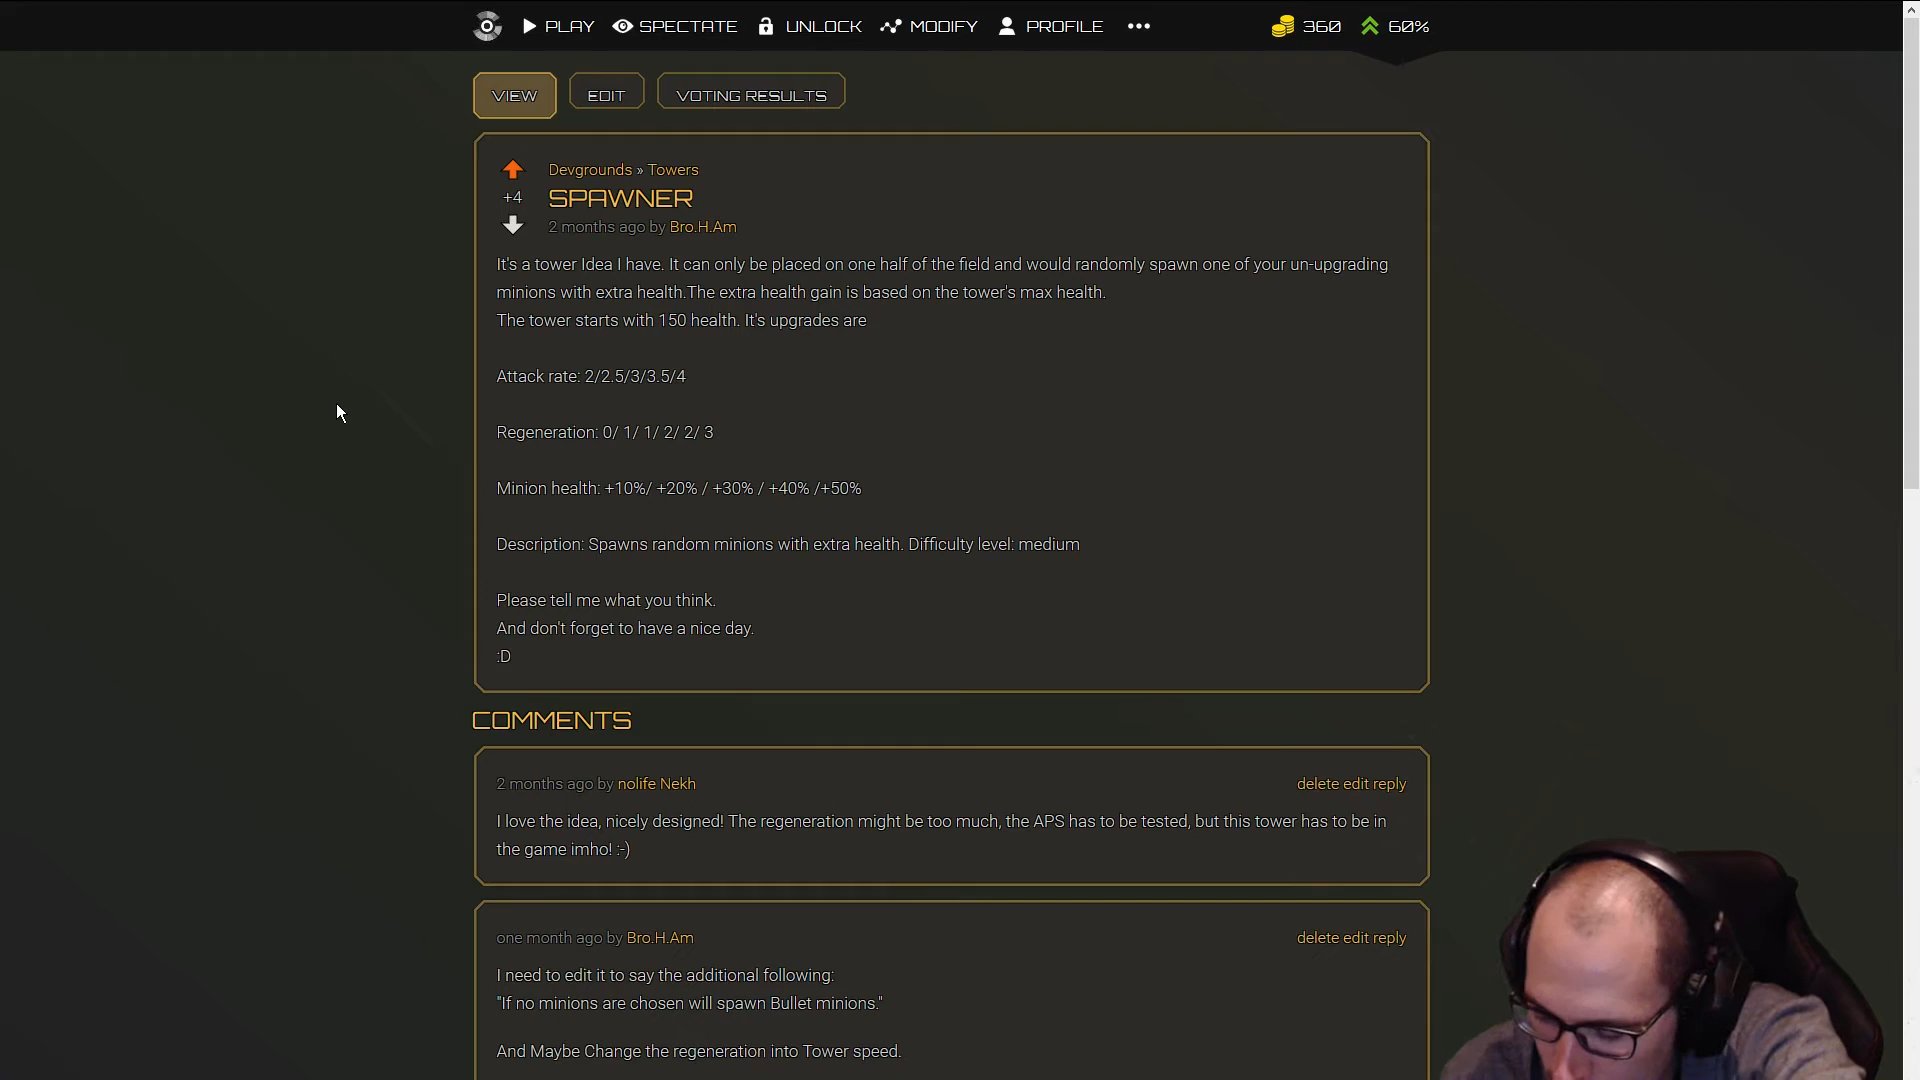 PLAY SPECTATE UNLOCK MODIFY PROFILE ••• 360 60%
VIEW EDIT VOTING RESULTS
Devgrounds » Towers
+4
SPAWNER
2 months ago by Bro.H.Am
It's a tower Idea I have. It can only be placed on one half of the field and would randomly spawn one of your un-upgrading
minions with extra health.The extra health gain is based on the tower's max health.
The tower starts with 150 health. It's upgrades are
Attack rate: 2/2.5/3/3.5/4
Regeneration: 0/ 1/ 1/ 2/ 2/ 3
Minion health: +10%/ +20% / +30% / +40% /+50%
Description: Spawns random minions with extra health. Difficulty level: medium
Please tell me what you think.
And don't forget to have a nice day.
:D
COMMENTS
2 months ago by nolife Nekh delete edit reply
I love the idea, nicely designed! The regeneration might be too much, the APS has to be tested, but this tower has to be in
the game imho! :-)
one month ago by Bro.H.Am delete edit reply
I need to edit it to say the additional following:
"If no minions are chosen will spawn Bullet minions."
And Maybe Change the regeneration into Tower speed.